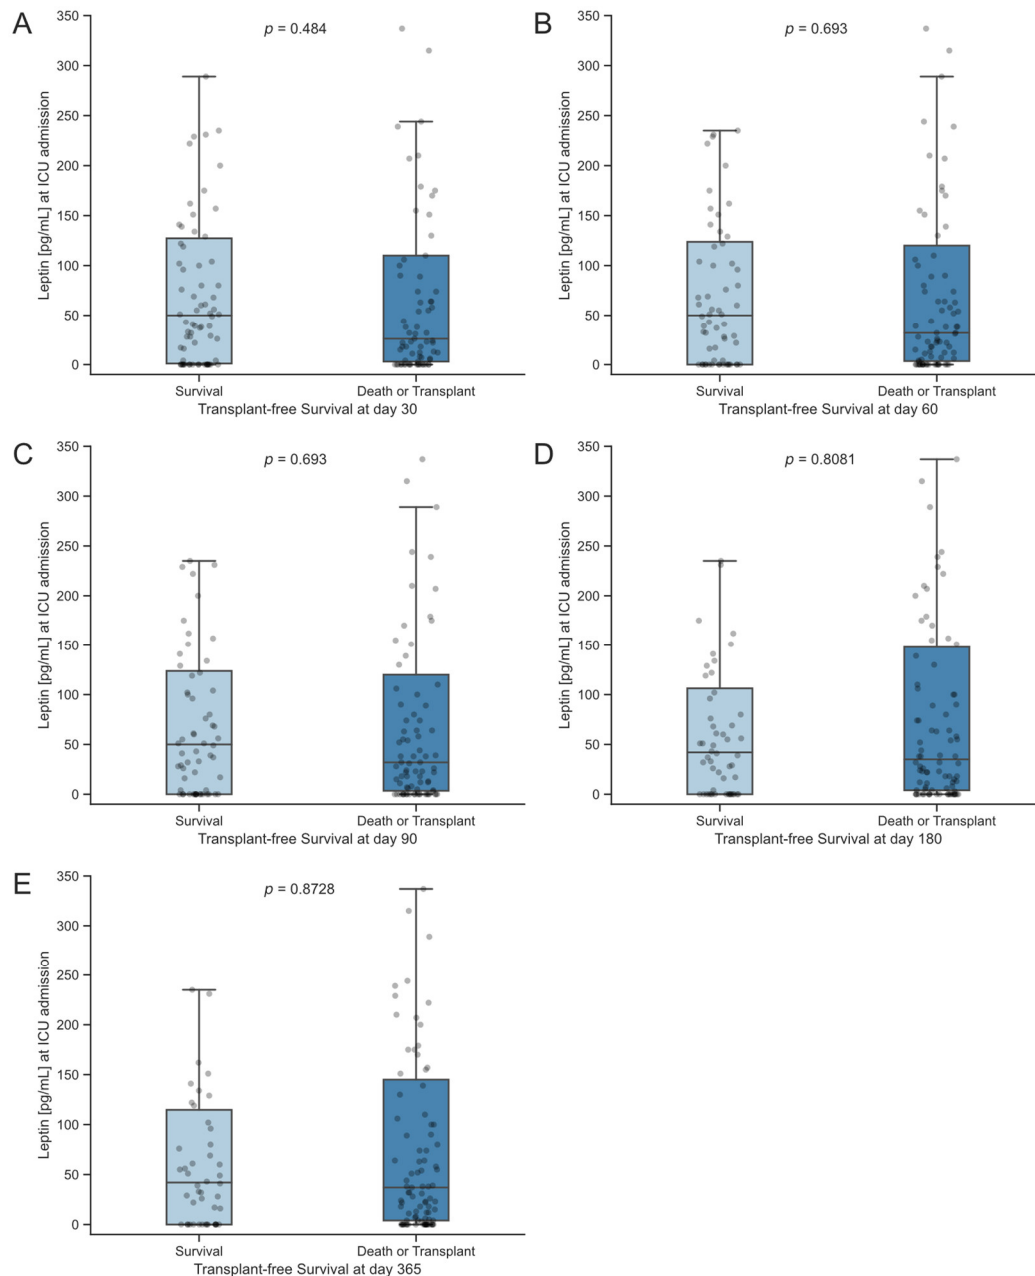 A
p = 0.484
Leptin [pg/mL] at ICU admission
350
300
250
200
150
100
50
0
Survival
Death or Transplant
Transplant-free Survival at day 30
B
p = 0.693
Leptin [pg/mL] at ICU admission
350
300
250
200
150
100
50
0
Survival
Death or Transplant
Transplant-free Survival at day 60
C
p = 0.693
Leptin [pg/mL] at ICU admission
350
300
250
200
150
100
50
0
Survival
Death or Transplant
Transplant-free Survival at day 90
D
p = 0.8081
Leptin [pg/mL] at ICU admission
350
300
250
200
150
100
50
0
Survival
Death or Transplant
Transplant-free Survival at day 180
E
p = 0.8728
Leptin [pg/mL] at ICU admission
350
300
250
200
150
100
50
0
Survival
Death or Transplant
Transplant-free Survival at day 365